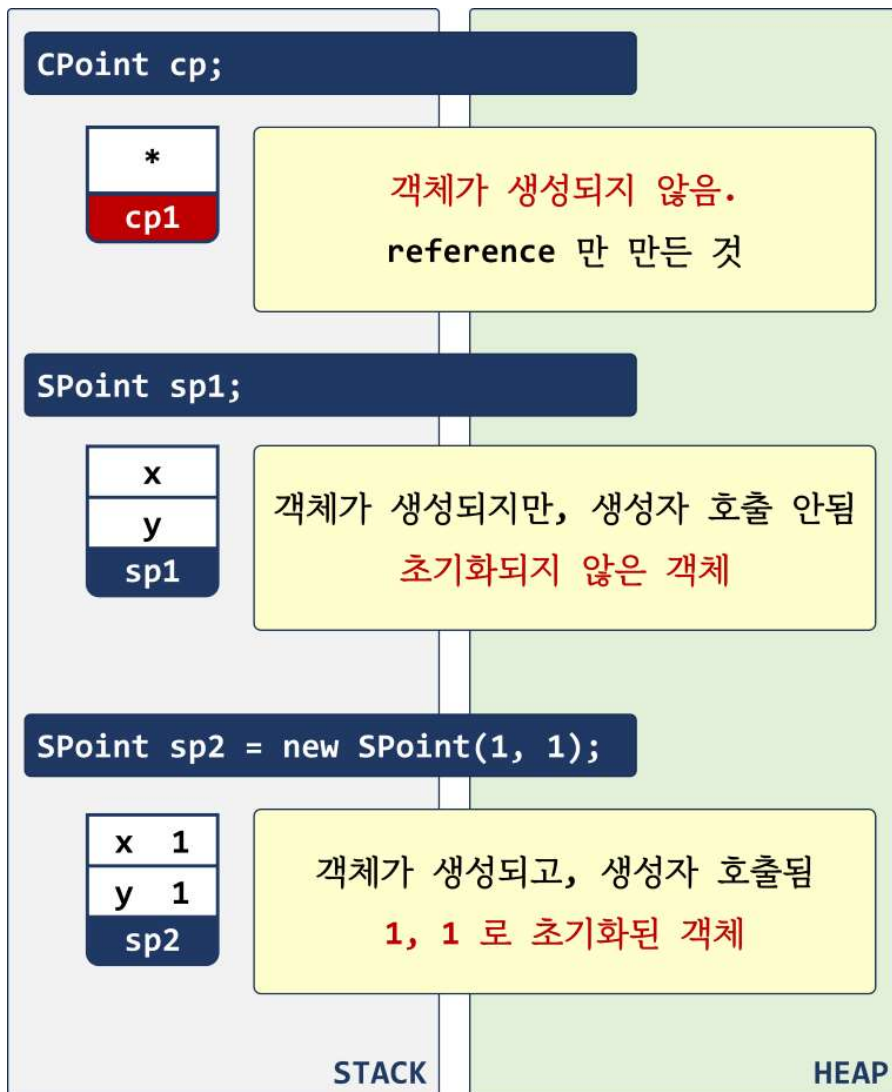 CPoint cp;
*
cp1
객체가 생성되지 않음.
reference 만 만든 것
SPoint sp1;
x
y
sp1
객체가 생성되지만, 생성자 호출 안됨
초기화되지 않은 객체
SPoint sp2 = new SPoint(1, 1);
x 1
y 1
sp2
객체가 생성되고, 생성자 호출됨
1, 1 로 초기화된 객체
STACK
HEAP